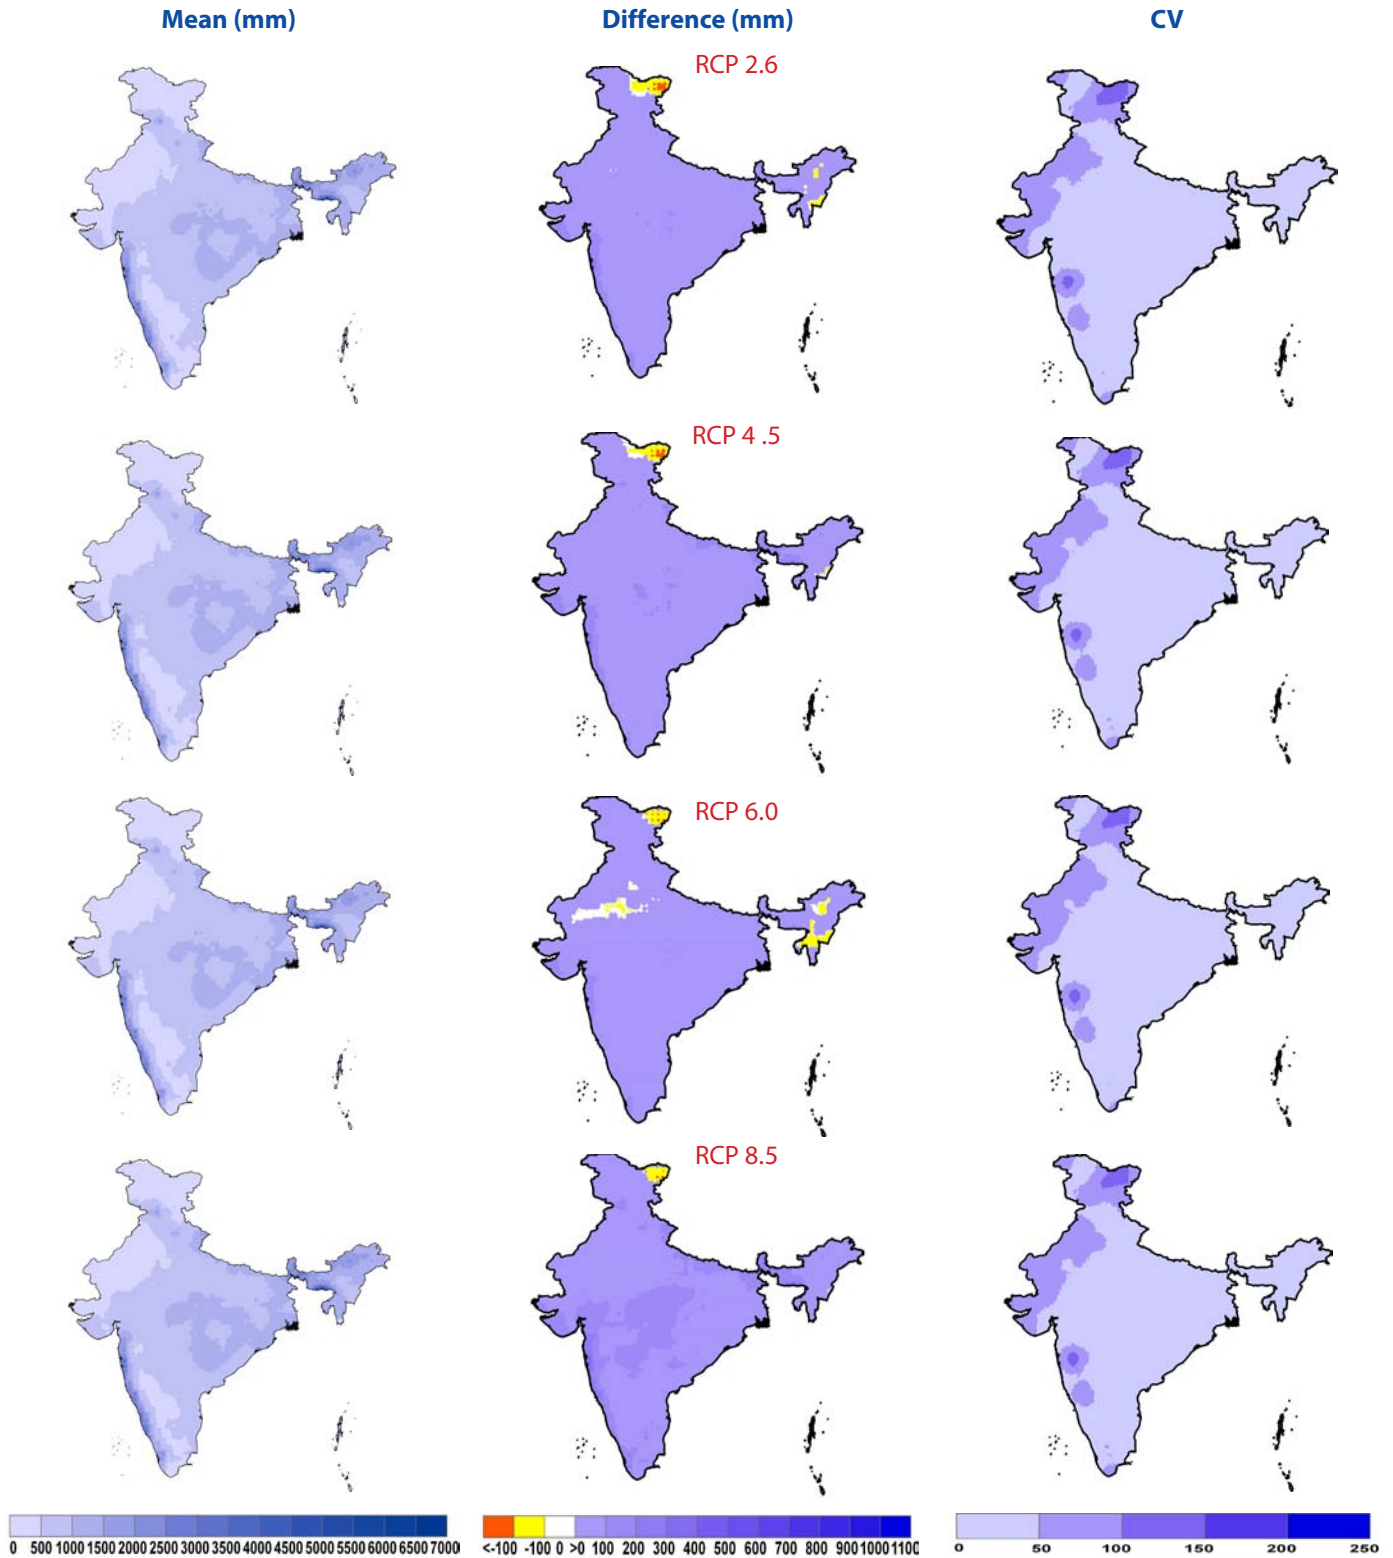 Mean (mm) Difference (mm) CV
RCP 2.6
RCP 4 .5
RCP 6.0
RCP 8.5
0 500 1000 1500 2000 2500 3000 3500 4000 4500 5000 5500 6000 6500 7000
<-100 -100 0 >0 100 200 300 400 500 600 700 800 900 1000 1100
0 50 100 150 200 250